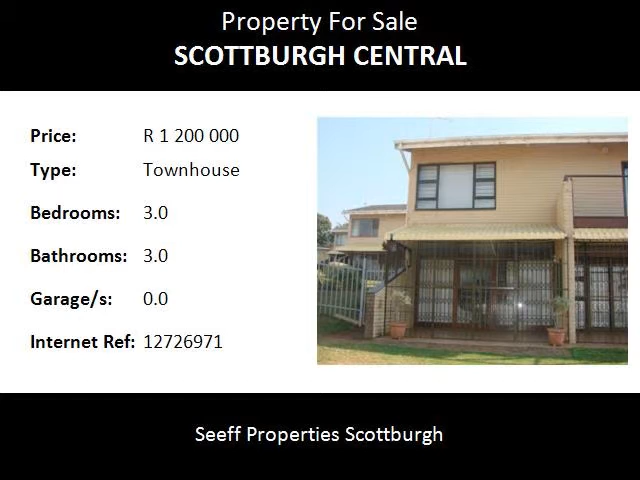 Property For Sale
SCOTTBURGH CENTRAL
Price: R 1 200 000
Type: Townhouse
Bedrooms: 3.0
Bathrooms: 3.0
Garage/s: 0.0
Internet Ref: 12726971
Seeff Properties Scottburgh